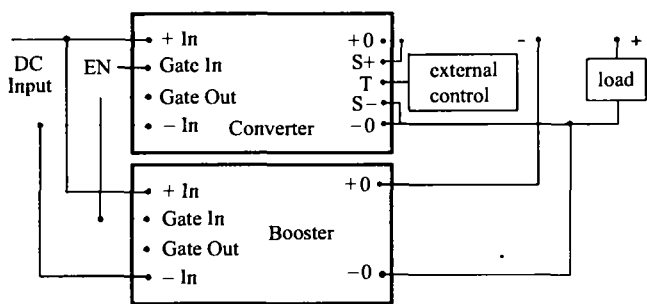 + In
DC
Input
EN
Gate In
Gate Out
− In
Converter
+0
S+
T
S−
−0
external
control
-
+
load
+ In
Gate In
Gate Out
− In
Booster
+0
−0